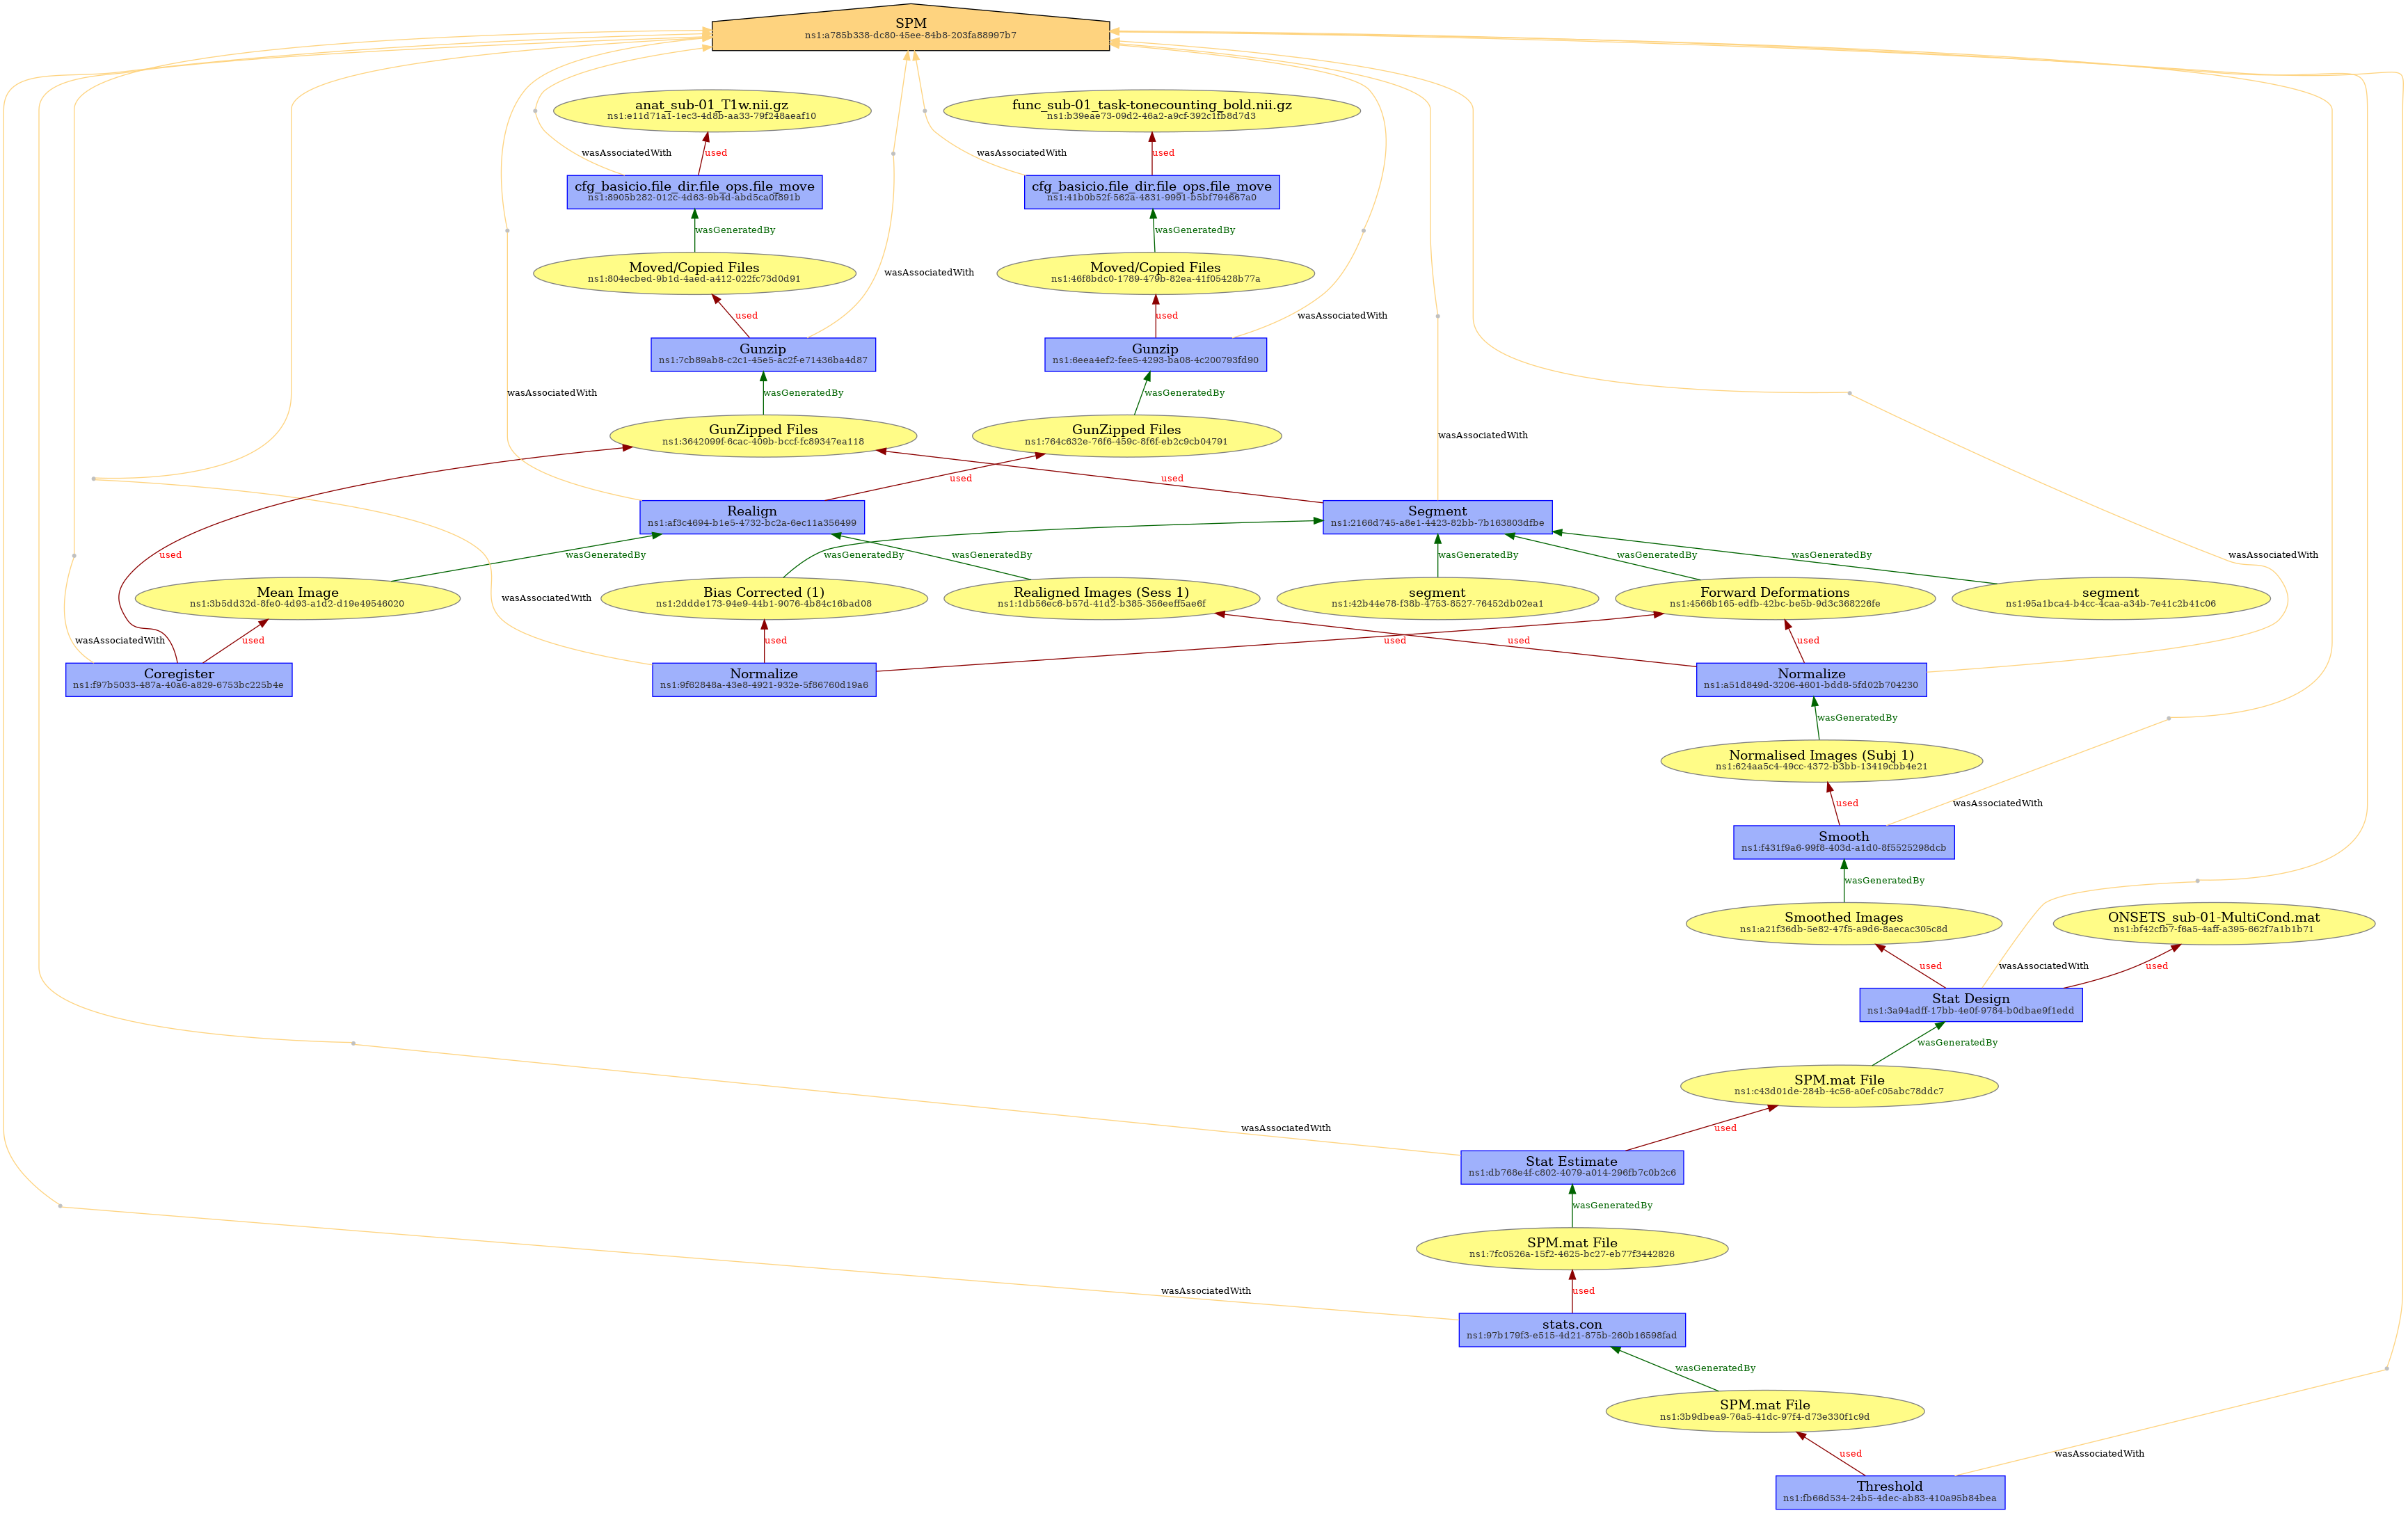 SPM
ns1:a785b338-dc80-45ee-84b8-203fa88997b7
anat_sub-01_T1w.nii.gz
ns1:e11d71a1-1ec3-4d8b-aa33-79f248aeaf10
func_sub-01_task-tonecounting_bold.nii.gz
ns1:b39eae73-09d2-46a2-a9cf-392c1fb8d7d3
wasAssociatedWith
used
wasAssociatedWith
used
cfg_basicio.file_dir.file_ops.file_move
ns1:8905b282-012c-4d63-9b4d-abd5ca0f891b
cfg_basicio.file_dir.file_ops.file_move
ns1:41b0b52f-562a-4831-9991-b5bf794667a0
wasGeneratedBy
wasGeneratedBy
Moved/Copied Files
ns1:804ecbed-9b1d-4aed-a412-022fc73d0d91
wasAssociatedWith
Moved/Copied Files
ns1:46f8bdc0-1789-479b-82ea-41f05428b77a
used
used
wasAssociatedWith
Gunzip
ns1:7cb89ab8-c2c1-45e5-ac2f-e71436ba4d87
Gunzip
ns1:6eea4ef2-fee5-4293-ba08-4c200793fd90
wasAssociatedWith
wasGeneratedBy
wasGeneratedBy
GunZipped Files
ns1:3642099f-6cac-409b-bccf-fc89347ea118
GunZipped Files
ns1:764c632e-76f6-459c-8f6f-eb2c9cb04791
wasAssociatedWith
used
used
Realign
ns1:af3c4694-b1e5-4732-bc2a-6ec11a356499
Segment
ns1:2166d745-a8e1-4423-82bb-7b163803dfbe
used
wasGeneratedBy
wasGeneratedBy
wasGeneratedBy
wasGeneratedBy
wasGeneratedBy
wasGeneratedBy
wasAssociatedWith
Mean Image
ns1:3b5dd32d-8fe0-4d93-a1d2-d19e49546020
wasAssociatedWith
Bias Corrected (1)
ns1:2ddde173-94e9-44b1-9076-4b84c16bad08
Realigned Images (Sess 1)
ns1:1db56ec6-b57d-41d2-b385-356eeff5ae6f
segment
ns1:42b44e78-f38b-4753-8527-76452db02ea1
Forward Deformations
ns1:4566b165-edfb-42bc-be5b-9d3c368226fe
segment
ns1:95a1bca4-b4cc-4caa-a34b-7e41c2b41c06
wasAssociatedWith
used
used
used
used
used
Coregister
ns1:f97b5033-487a-40a6-a829-6753bc225b4e
Normalize
ns1:9f62848a-43e8-4921-932e-5f86760d19a6
Normalize
ns1:a51d849d-3206-4601-bdd8-5fd02b704230
wasGeneratedBy
Normalised Images (Subj 1)
ns1:624aa5c4-49cc-4372-b3bb-13419cbb4e21
used
wasAssociatedWith
Smooth
ns1:f431f9a6-99f8-403d-a1d0-8f5525298dcb
wasGeneratedBy
Smoothed Images
ns1:a21f36db-5e82-47f5-a9d6-8aecac305c8d
ONSETS_sub-01-MultiCond.mat
ns1:bf42cfb7-f6a5-4aff-a395-662f7a1b1b71
used
wasAssociatedWith
used
Stat Design
ns1:3a94adff-17bb-4e0f-9784-b0dbae9f1edd
wasGeneratedBy
SPM.mat File
ns1:c43d01de-284b-4c56-a0ef-c05abc78ddc7
wasAssociatedWith
used
Stat Estimate
ns1:db768e4f-c802-4079-a014-296fb7c0b2c6
wasGeneratedBy
SPM.mat File
ns1:7fc0526a-15f2-4625-bc27-eb77f3442826
wasAssociatedWith
used
stats.con
ns1:97b179f3-e515-4d21-875b-260b16598fad
wasGeneratedBy
SPM.mat File
ns1:3b9dbea9-76a5-41dc-97f4-d73e330f1c9d
used
wasAssociatedWith
Threshold
ns1:fb66d534-24b5-4dec-ab83-410a95b84bea